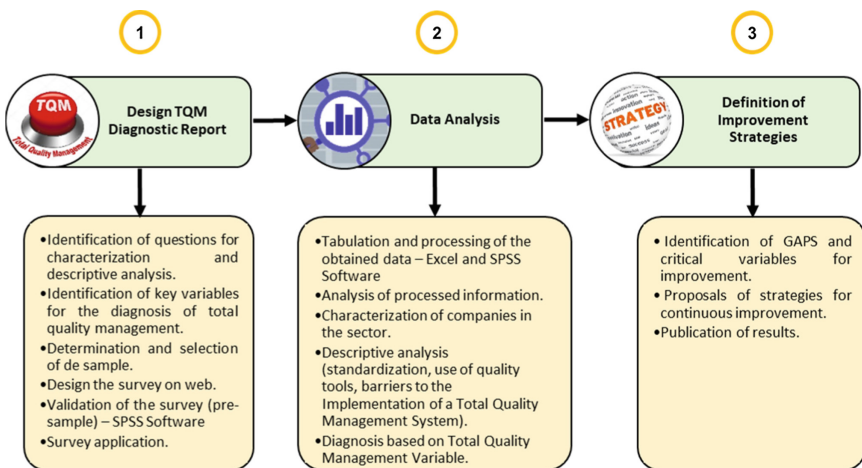 1
2
3
TQM
Total Quality Management
Design TQM
Diagnostic Report
Data Analysis
STRATEGY
Definition of
Improvement
Strategies
•Identification of questions for
characterization and
descriptive analysis.
•Identification of key variables
for the diagnosis of total
quality management.
•Determination and selection
of de sample.
•Design the survey on web.
•Validation of the survey (pre-
sample) – SPSS Software
•Survey application.
•Tabulation and processing of the
obtained data – Excel and SPSS
Software
•Analysis of processed information.
•Characterization of companies in
the sector.
•Descriptive analysis
(standardization, use of quality
tools, barriers to the
Implementation of a Total Quality
Management System).
•Diagnosis based on Total Quality
Management Variable.
• Identification of GAPS and
critical variables for
improvement.
• Proposals of strategies for
continuous improvement.
•Publication of results.